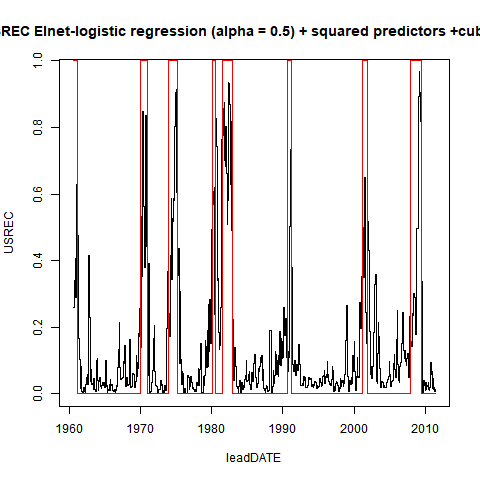 SREC Elnet-logistic regression (alpha = 0.5) + squared predictors +cub
USREC
0.0 0.2 0.4 0.6 0.8 1.0
1960 1970 1980 1990 2000 2010
leadDATE